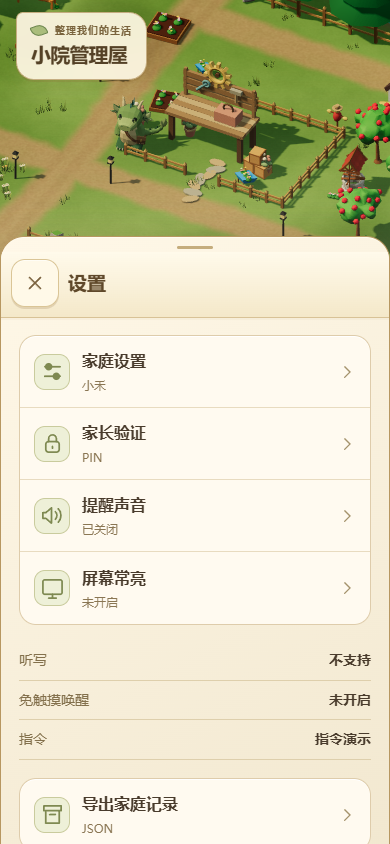 整理我们的生活
小院管理屋
设置
家庭设置
小禾
家长验证
PIN
提醒声音
已关闭
屏幕常亮
未开启
听写 不支持
免触摸唤醒 未开启
指令 指令演示
导出家庭记录
JSON